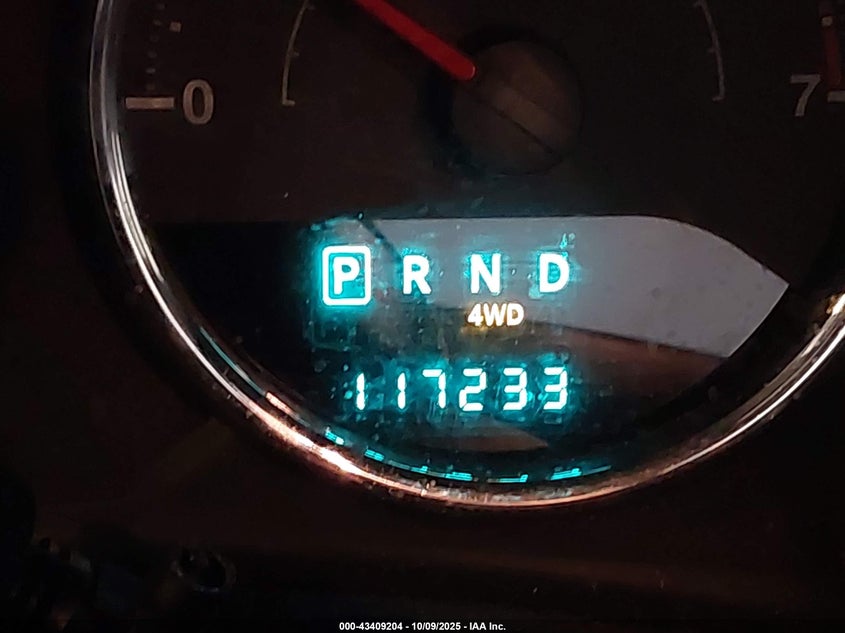 0 7
P R N D
4WD
117233
000-43409204 - 10/09/2025 - IAA Inc.